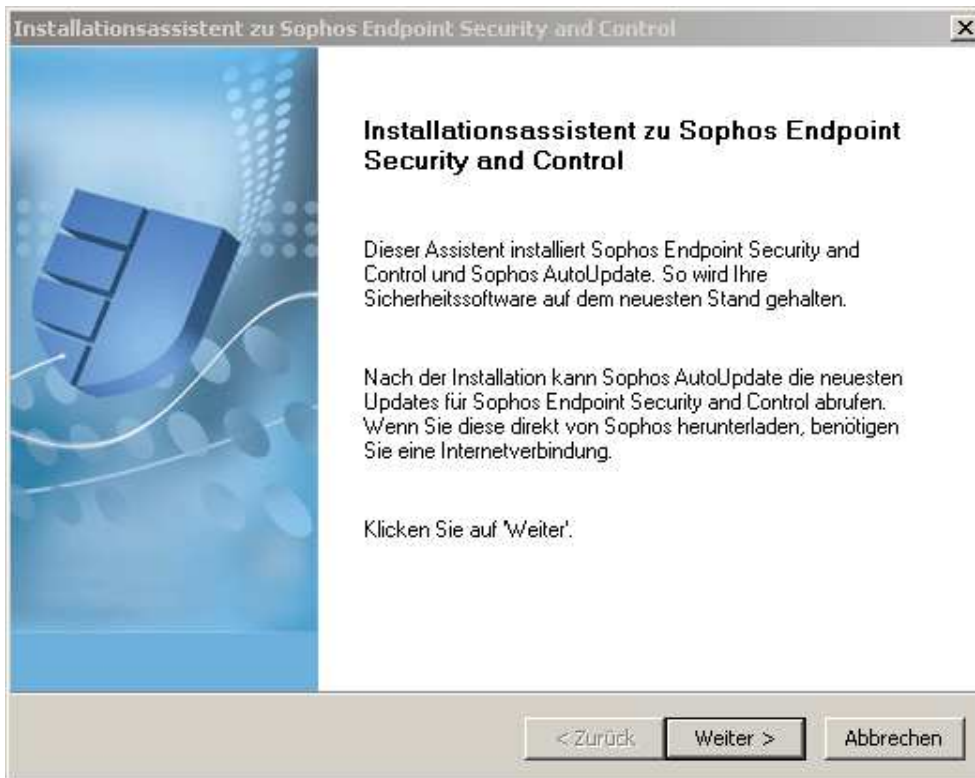 Installationsassistent zu Sophos Endpoint Security and Control
Installationsassistent zu Sophos Endpoint
Security and Control
Dieser Assistent installiert Sophos Endpoint Security and
Control und Sophos AutoUpdate. So wird Ihre
Sicherheitssoftware auf dem neuesten Stand gehalten.
Nach der Installation kann Sophos AutoUpdate die neuesten
Updates für Sophos Endpoint Security and Control abrufen.
Wenn Sie diese direkt von Sophos herunterladen, benötigen
Sie eine Internetverbindung.
Klicken Sie auf 'Weiter'.
< Zurück Weiter > Abbrechen